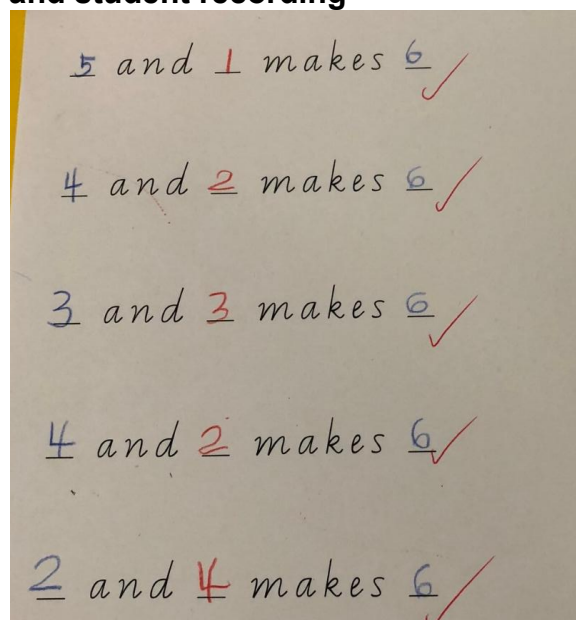 and student recording
5 and 1 makes 6
4 and 2 makes 6
3 and 3 makes 6
4 and 2 makes 6
2 and 4 makes 6